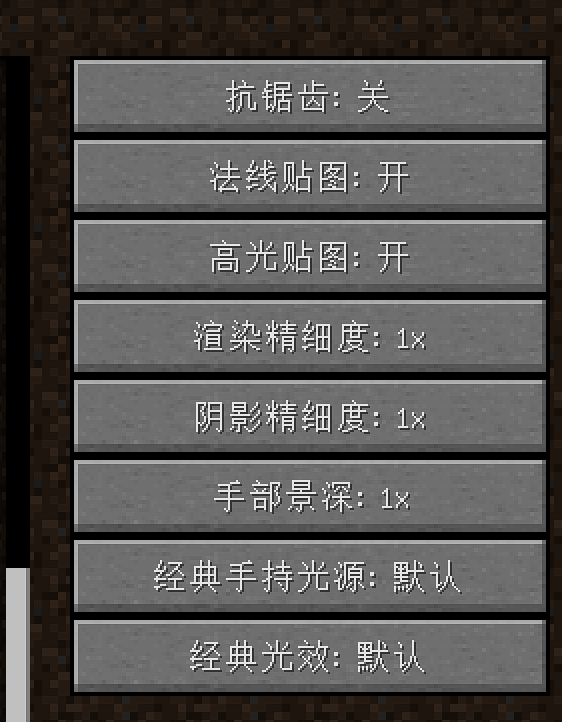 抗锯齿: 关
法线贴图: 开
高光贴图: 开
渲染精细度: 1x
阴影精细度: 1x
手部景深: 1x
经典手持光源: 默认
经典光效: 默认